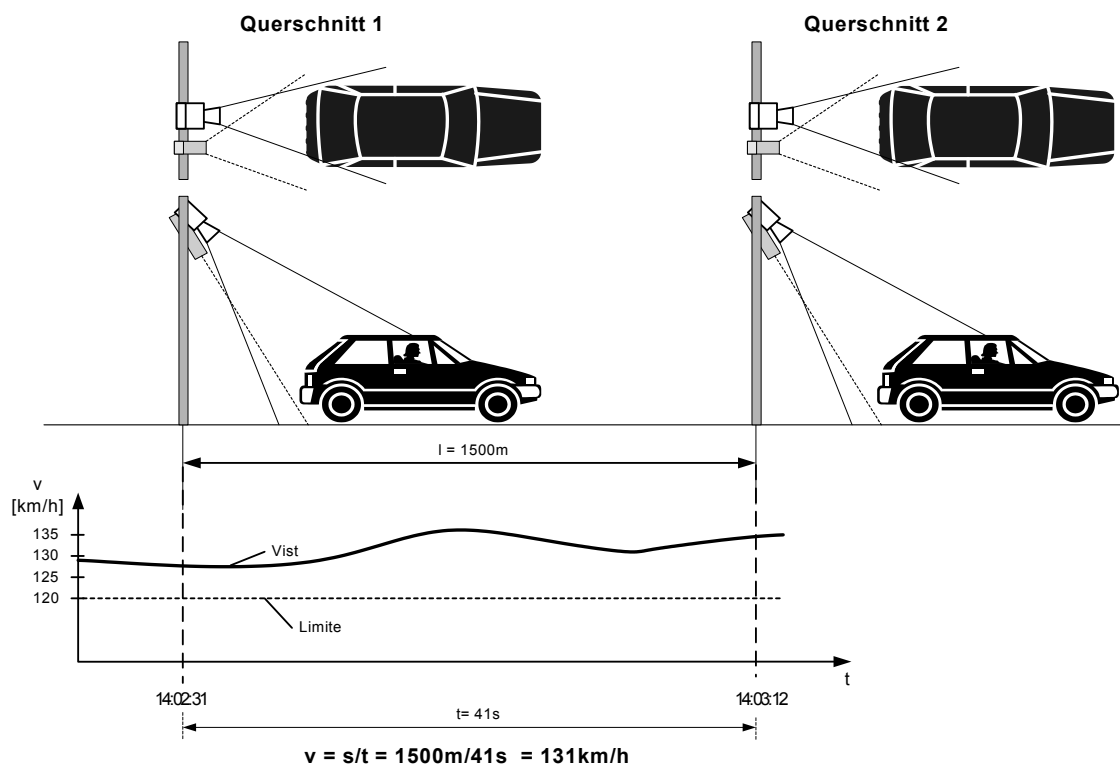 Querschnitt 1
Querschnitt 2
l = 1500m
v
[km/h]
135
130
125
120
Vist
Limite
t
14:02:31
14:03:12
t= 41s
v = s/t = 1500m/41s = 131km/h